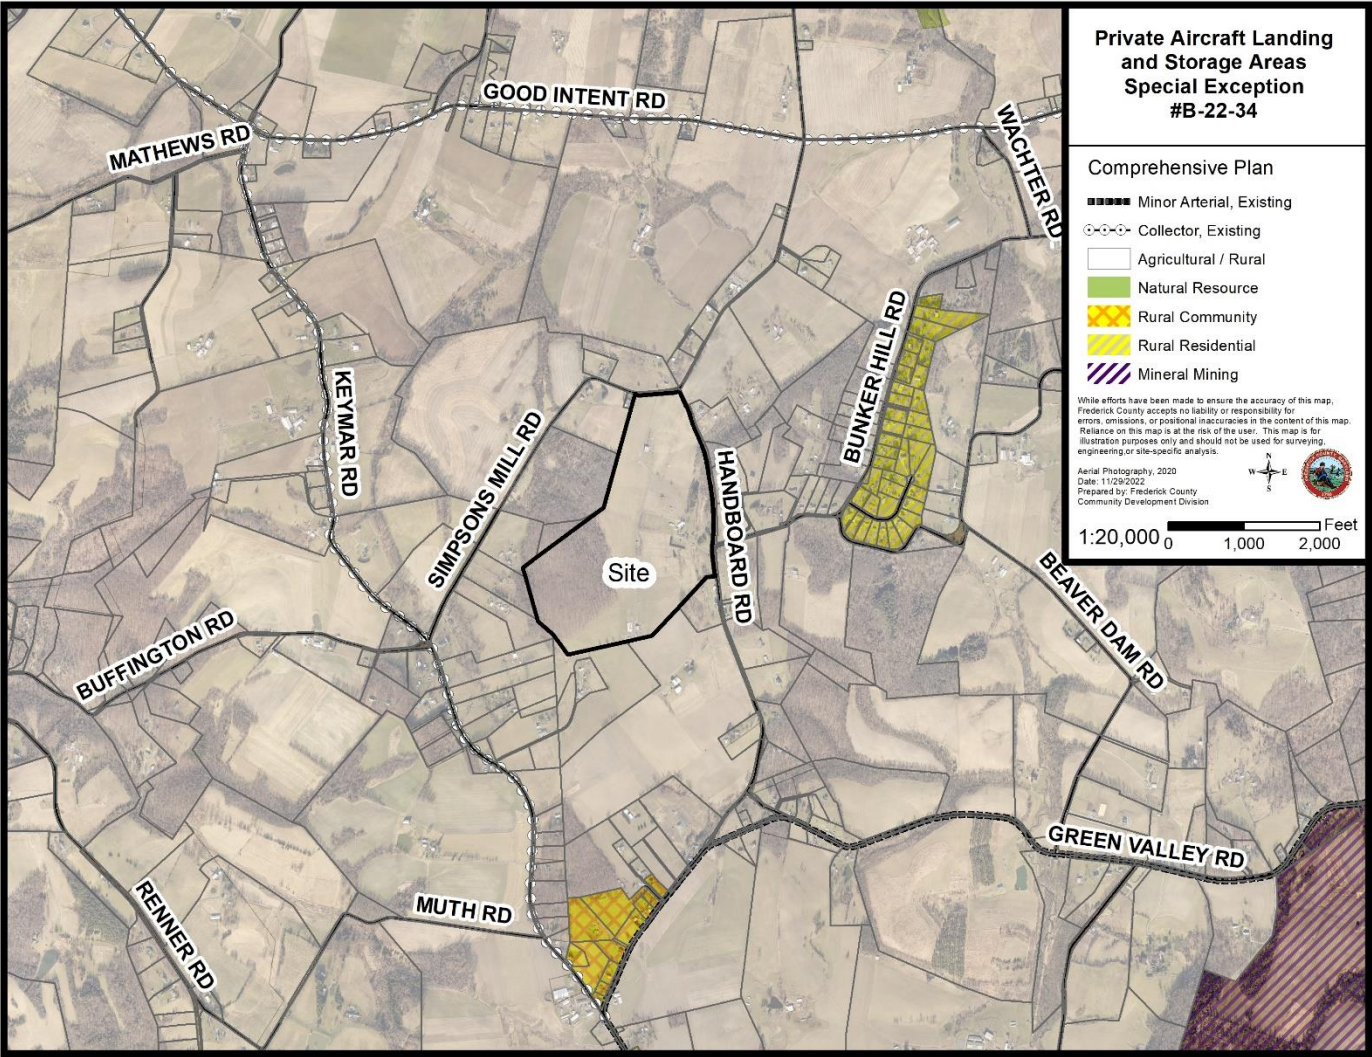 Private Aircraft Landing
and Storage Areas
Special Exception
#B-22-34
Comprehensive Plan
Minor Arterial, Existing
Collector, Existing
Agricultural / Rural
Natural Resource
Rural Community
Rural Residential
Mineral Mining
While efforts have been made to ensure the accuracy of this map,
Frederick County accepts no liability or responsibility for
errors, omissions, or positional inaccuracies in the content of this map.
Reliance on this map is at the risk of the user. This map is for
illustration purposes only and should not be used for surveying,
engineering,or site-specific analysis.
Aerial Photography, 2020
Date: 11/29/2022
Prepared by: Frederick County
Community Development Division
N
W E
S
1:20,000
Feet
0 1,000 2,000
GOOD INTENT RD
MATHEWS RD
WACHTER RD
BUNKER HILL RD
KEYMAR RD
SIMPSONS MILL RD
HANDBOARD RD
Site
BEAVER DAM RD
BUFFINGTON RD
GREEN VALLEY RD
MUTH RD
RENNER RD